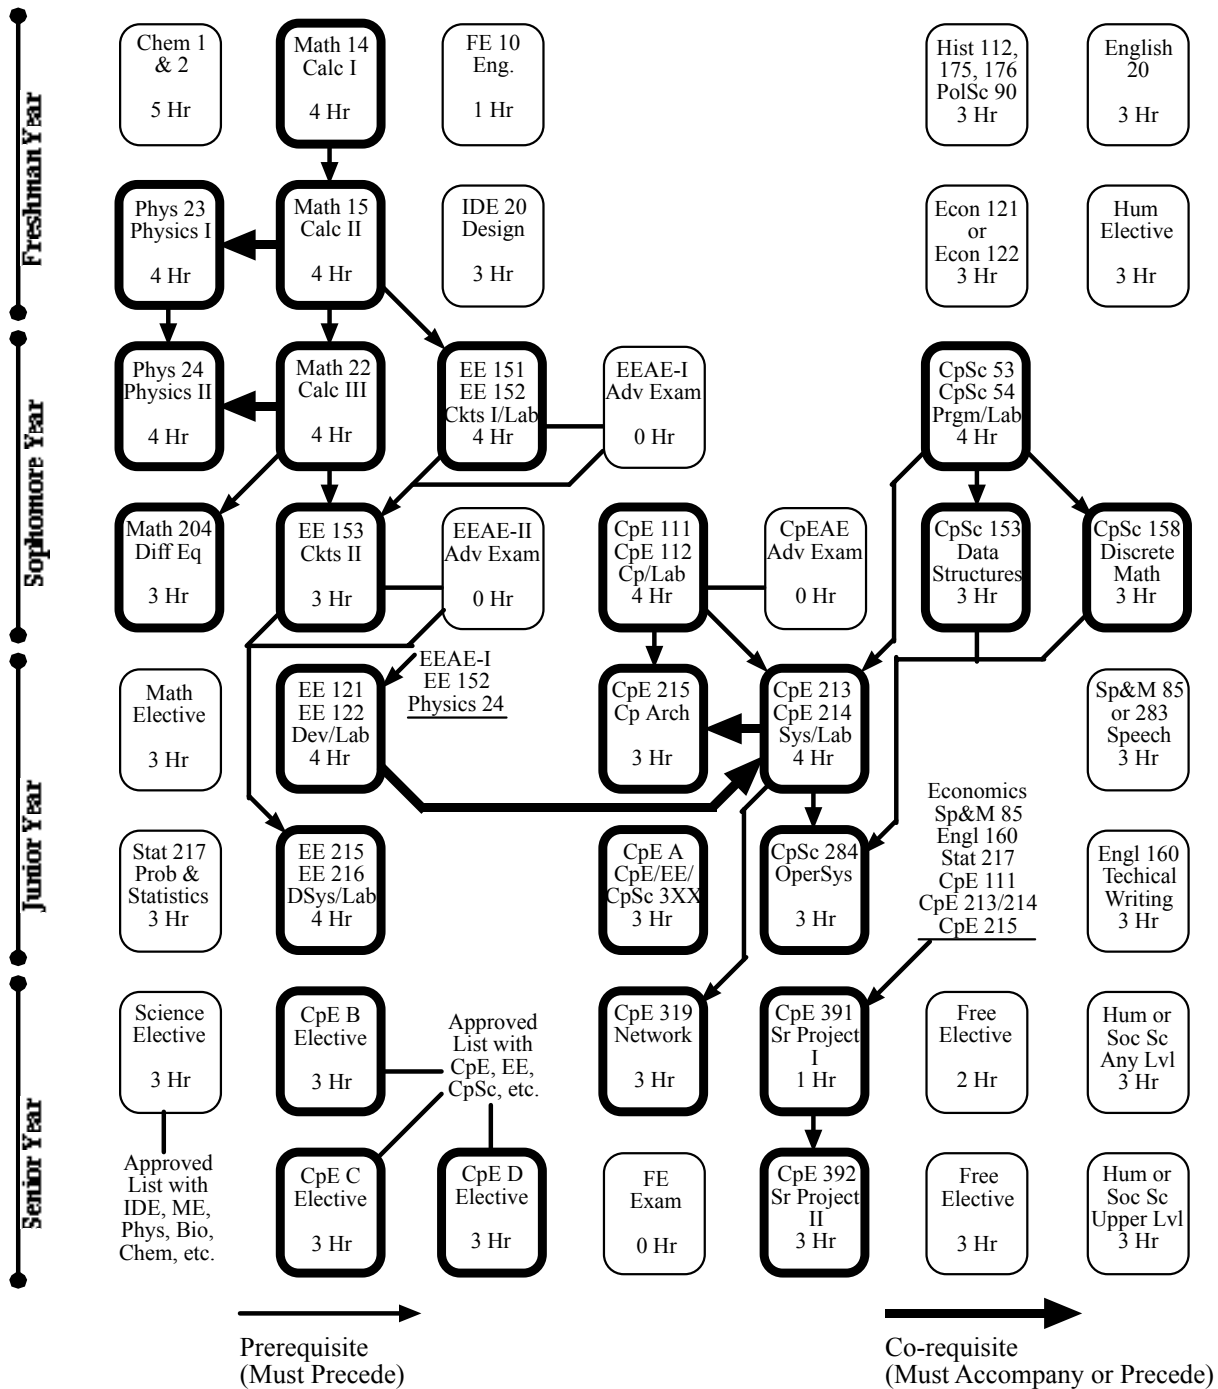 Freshman Year
Chem 1
& 2
5 Hr
Math 14
Calc I
4 Hr
FE 10
Eng.
1 Hr
Hist 112,
175, 176
PolSc 90
3 Hr
English
20
3 Hr
Phys 23
Physics I
4 Hr
Math 15
Calc II
4 Hr
IDE 20
Design
3 Hr
Econ 121
or
Econ 122
3 Hr
Hum
Elective
3 Hr
Sophomore Year
Phys 24
Physics II
4 Hr
Math 22
Calc III
4 Hr
EE 151
EE 152
Ckts I/Lab
4 Hr
EEAE-I
Adv Exam
0 Hr
CpSc 53
CpSc 54
Prgm/Lab
4 Hr
Math 204
Diff Eq
3 Hr
EE 153
Ckts II
3 Hr
EEAE-II
Adv Exam
0 Hr
CpE 111
CpE 112
Cp/Lab
4 Hr
CpEAE
Adv Exam
0 Hr
CpSc 153
Data
Structures
3 Hr
CpSc 158
Discrete
Math
3 Hr
Junior Year
Math
Elective
3 Hr
EE 121
EE 122
Dev/Lab
4 Hr
EEAE-I
EE 152
Physics 24
CpE 215
Cp Arch
3 Hr
CpE 213
CpE 214
Sys/Lab
4 Hr
Sp&M 85
or 283
Speech
3 Hr
Stat 217
Prob &
Statistics
3 Hr
EE 215
EE 216
DSys/Lab
4 Hr
CpE A
CpE/EE/
CpSc 3XX
3 Hr
CpSc 284
OperSys
3 Hr
Economics
Sp&M 85
Engl 160
Stat 217
CpE 111
CpE 213/214
CpE 215
Engl 160
Techical
Writing
3 Hr
Senior Year
Science
Elective
3 Hr
CpE B
Elective
3 Hr
Approved
List with
CpE, EE,
CpSc, etc.
CpE 319
Network
3 Hr
CpE 391
Sr Project
I
1 Hr
Free
Elective
2 Hr
Hum or
Soc Sc
Any Lvl
3 Hr
Approved
List with
IDE, ME,
Phys, Bio,
Chem, etc.
CpE C
Elective
3 Hr
CpE D
Elective
3 Hr
FE
Exam
0 Hr
CpE 392
Sr Project
II
3 Hr
Free
Elective
3 Hr
Hum or
Soc Sc
Upper Lvl
3 Hr
Prerequisite
(Must Precede)
Co-requisite
(Must Accompany or Precede)